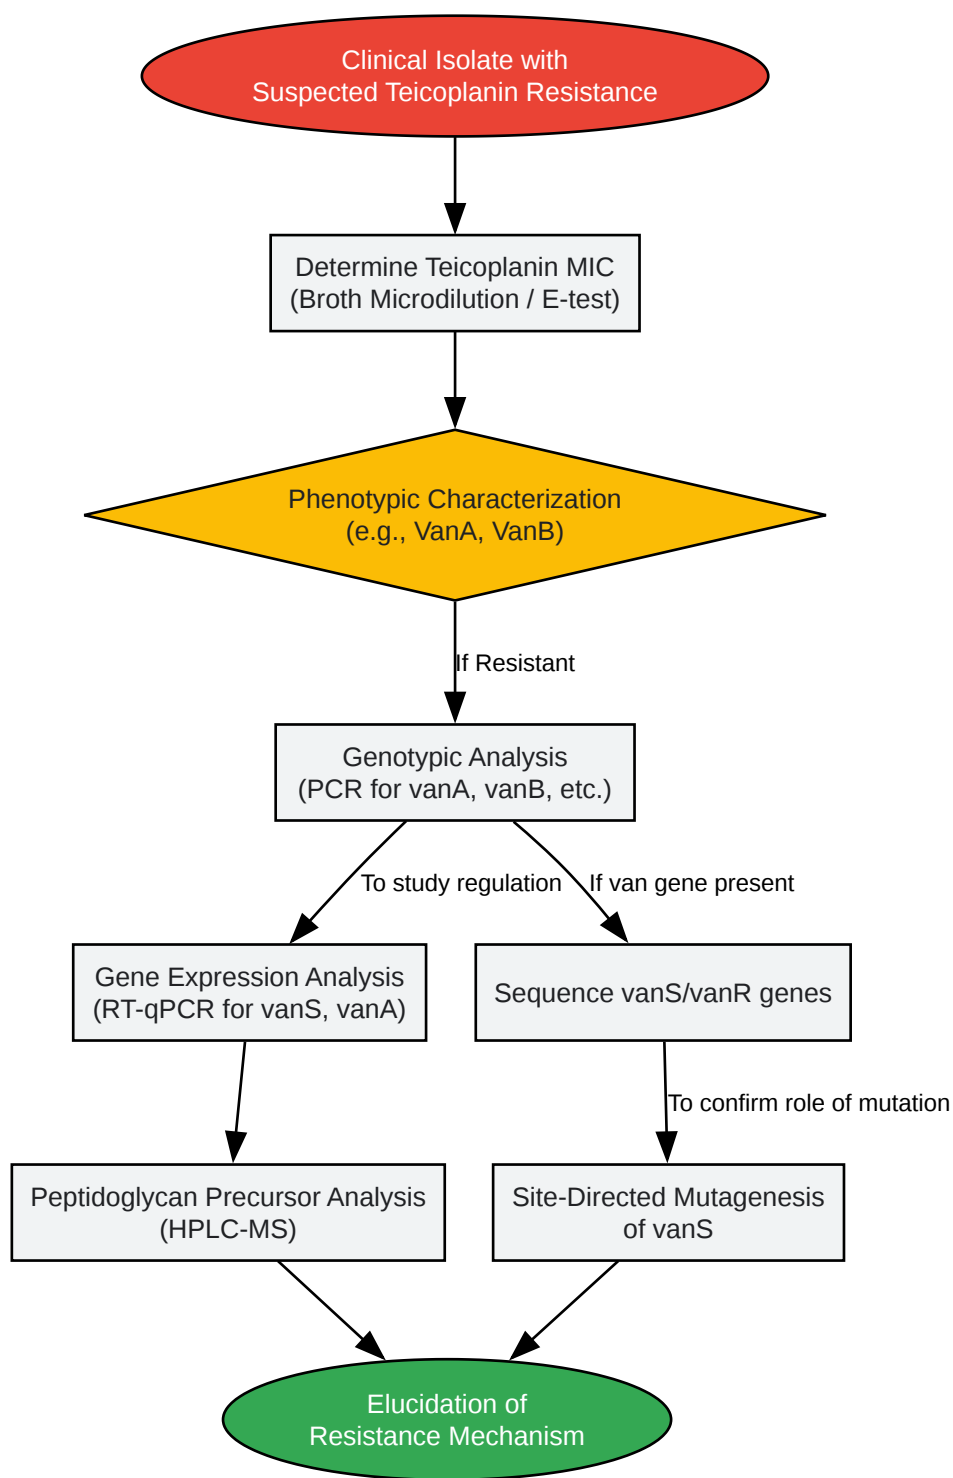 Clinical Isolate with
Suspected Teicoplanin Resistance
Determine Teicoplanin MIC
(Broth Microdilution / E-test)
Phenotypic Characterization
(e.g., VanA, VanB)
If Resistant
Genotypic Analysis
(PCR for vanA, vanB, etc.)
To study regulation
If van gene present
Gene Expression Analysis
(RT-qPCR for vanS, vanA)
Sequence vanS/vanR genes
To confirm role of mutation
Peptidoglycan Precursor Analysis
(HPLC-MS)
Site-Directed Mutagenesis
of vanS
Elucidation of
Resistance Mechanism